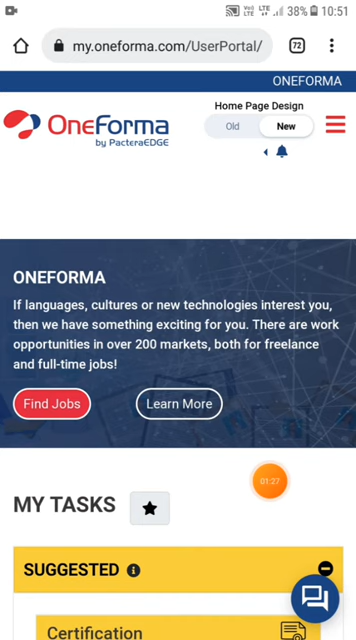 38% 10:51
my.oneforma.com/UserPortal/
72
ONEFORMA
Home Page Design
OneForma
by PacteraEDGE
Old New
ONEFORMA
If languages, cultures or new technologies interest you,
then we have something exciting for you. There are work
opportunities in over 200 markets, both for freelance
and full-time jobs!
Find Jobs Learn More
01:27
MY TASKS
SUGGESTED
Certification